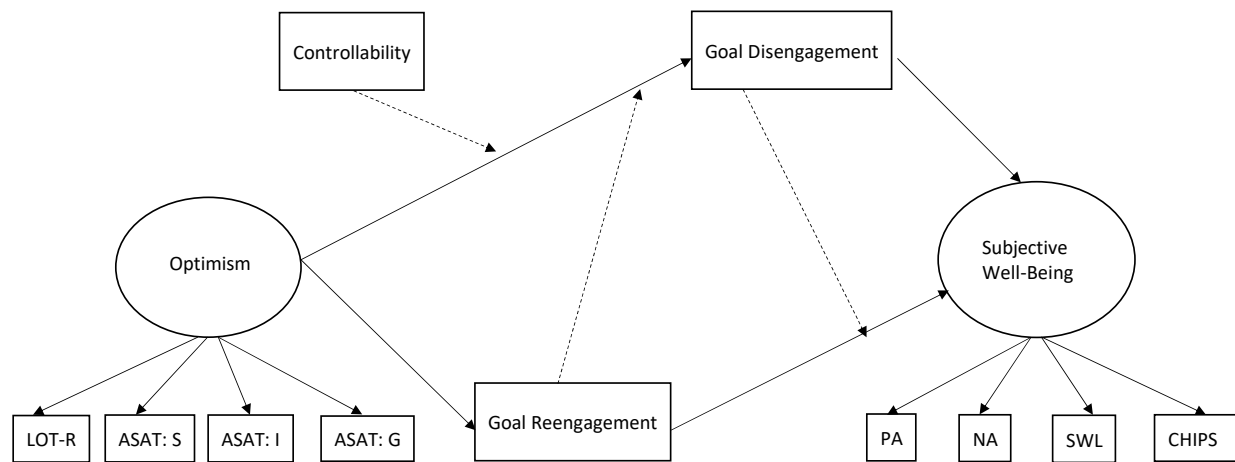 Controllability
Goal Disengagement
Optimism
Subjective
Well-Being
Goal Reengagement
LOT-R
ASAT: S
ASAT: I
ASAT: G
PA
NA
SWL
CHIPS